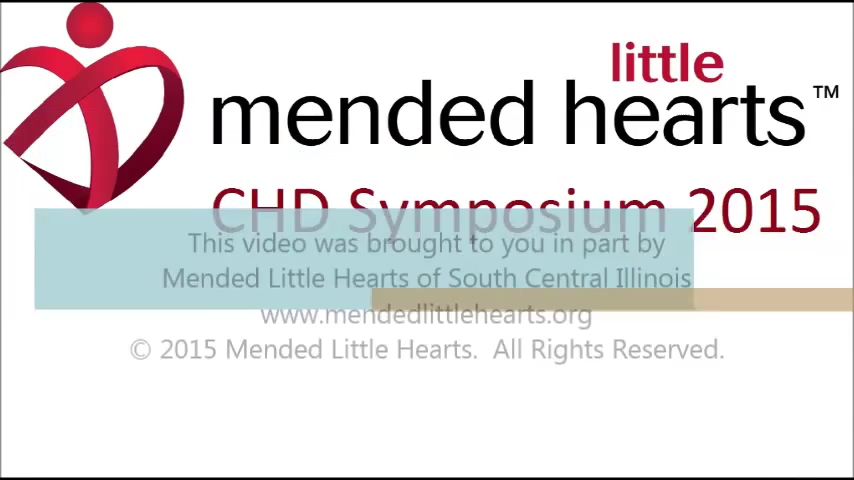 little
mended hearts™
CHD Symposium 2015
This video was brought to you in part by
Mended Little Hearts of South Central Illinois
www.mendedlittlehearts.org
© 2015 Mended Little Hearts.  All Rights Reserved.